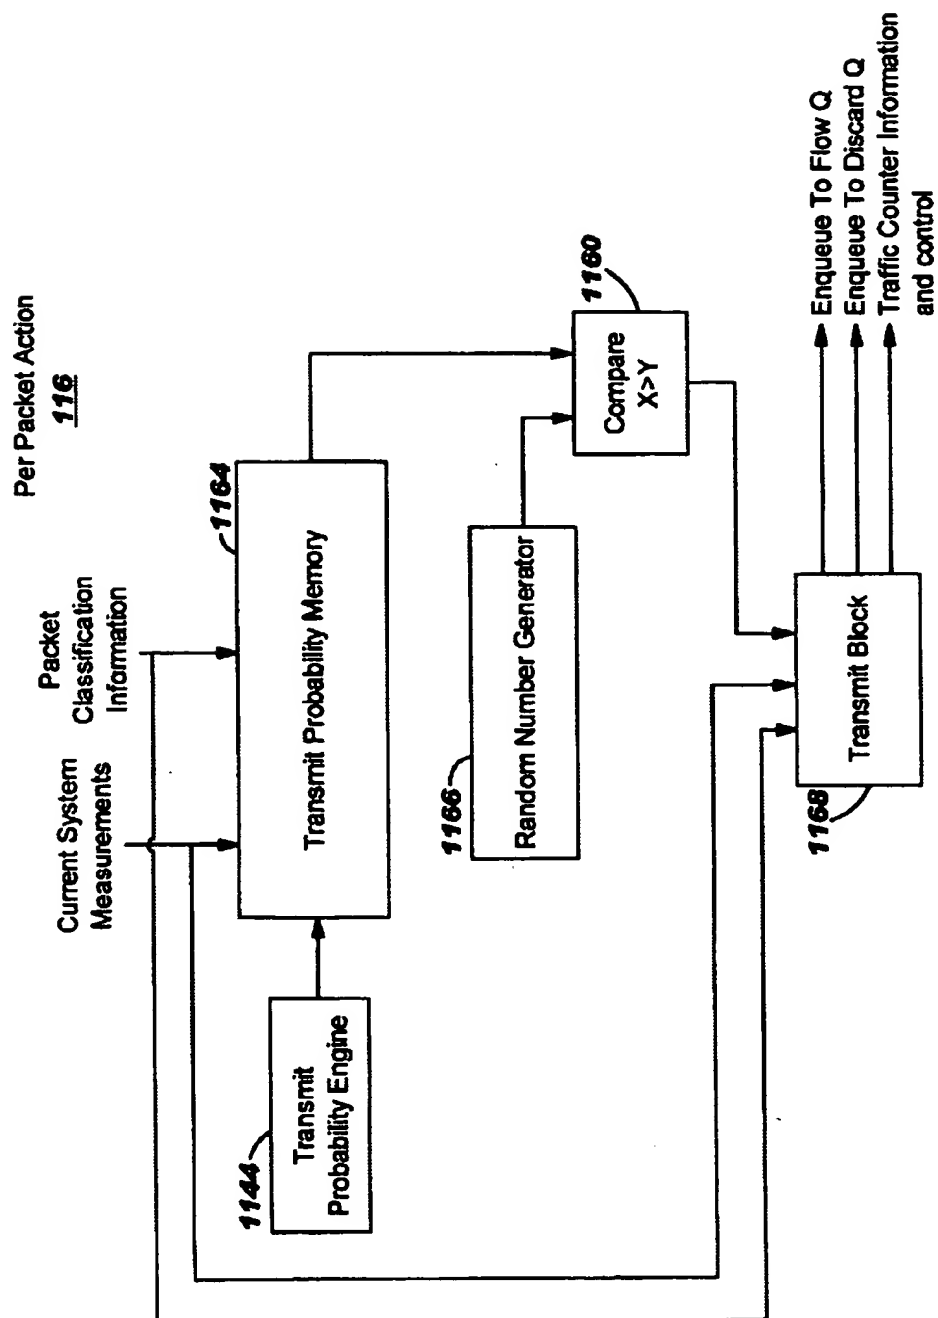 Per Packet Action
116
Packet
Classification
Information
Current System
Measurements
1164
Transmit Probability Memory
1144
Transmit
Probability Engine
1166
Random Number Generator
1160
Compare
X>Y
1168
Transmit Block
Enqueue To Flow Q
Enqueue To Discard Q
Traffic Counter Information
and control